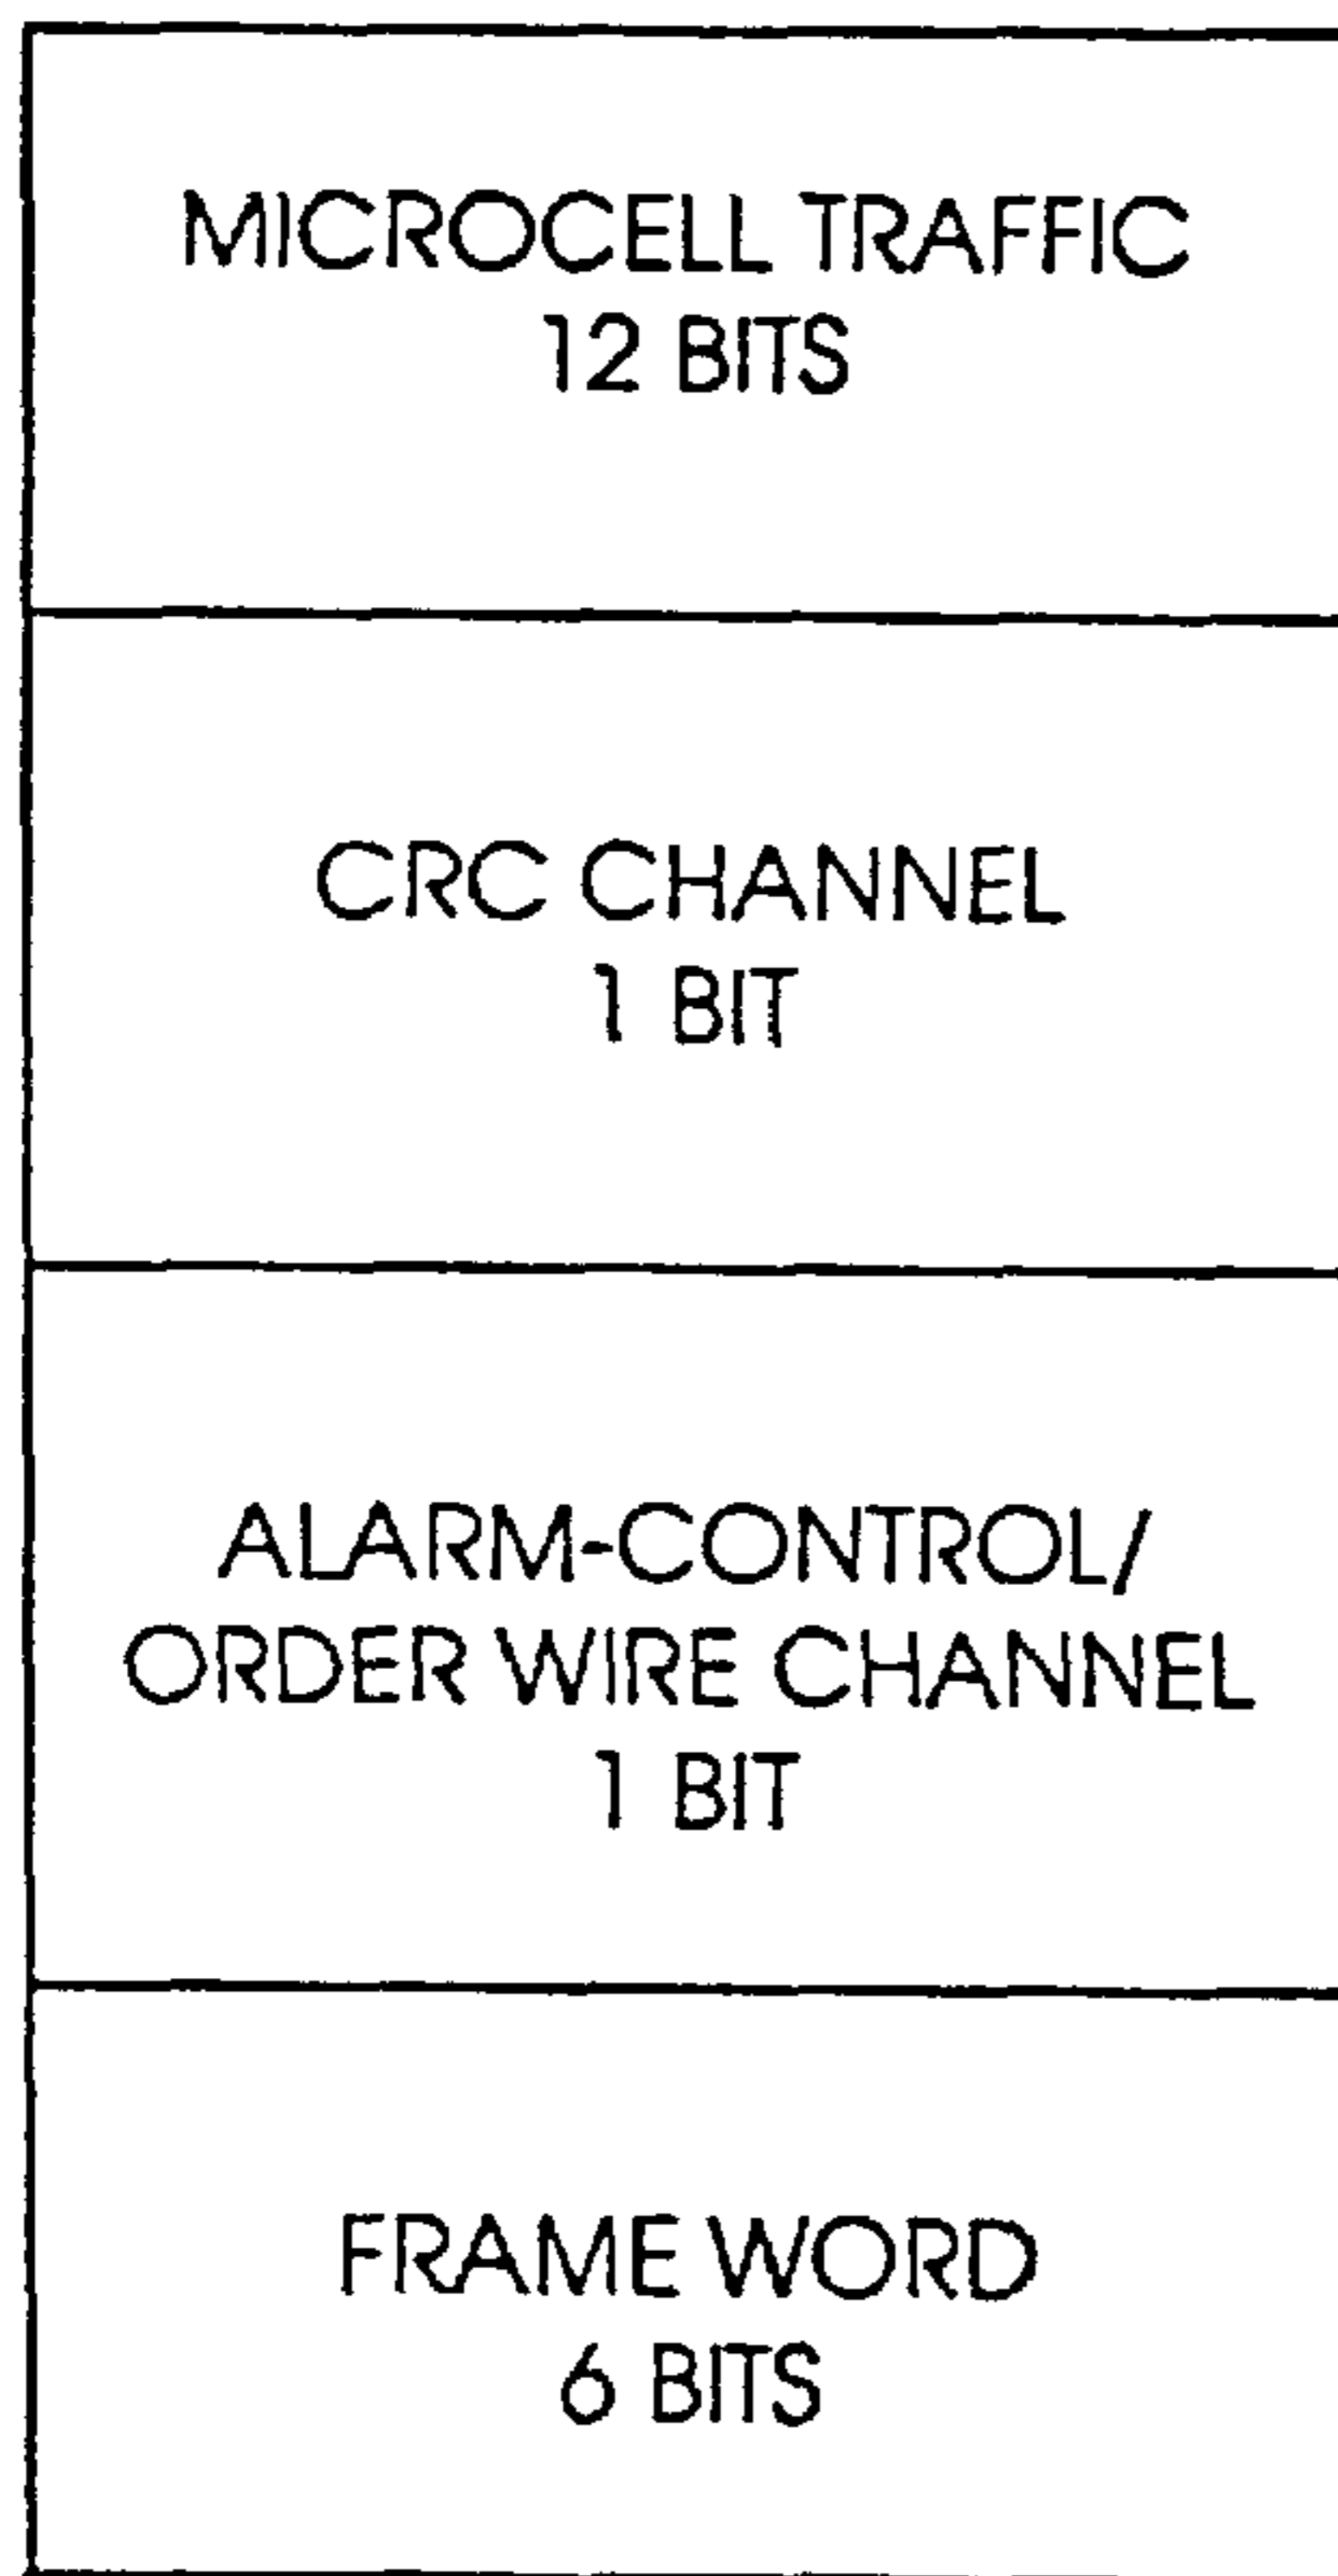 MICROCELL TRAFFIC
12 BITS
CRC CHANNEL
1 BIT
ALARM-CONTROL/
ORDER WIRE CHANNEL
1 BIT
FRAME WORD
6 BITS